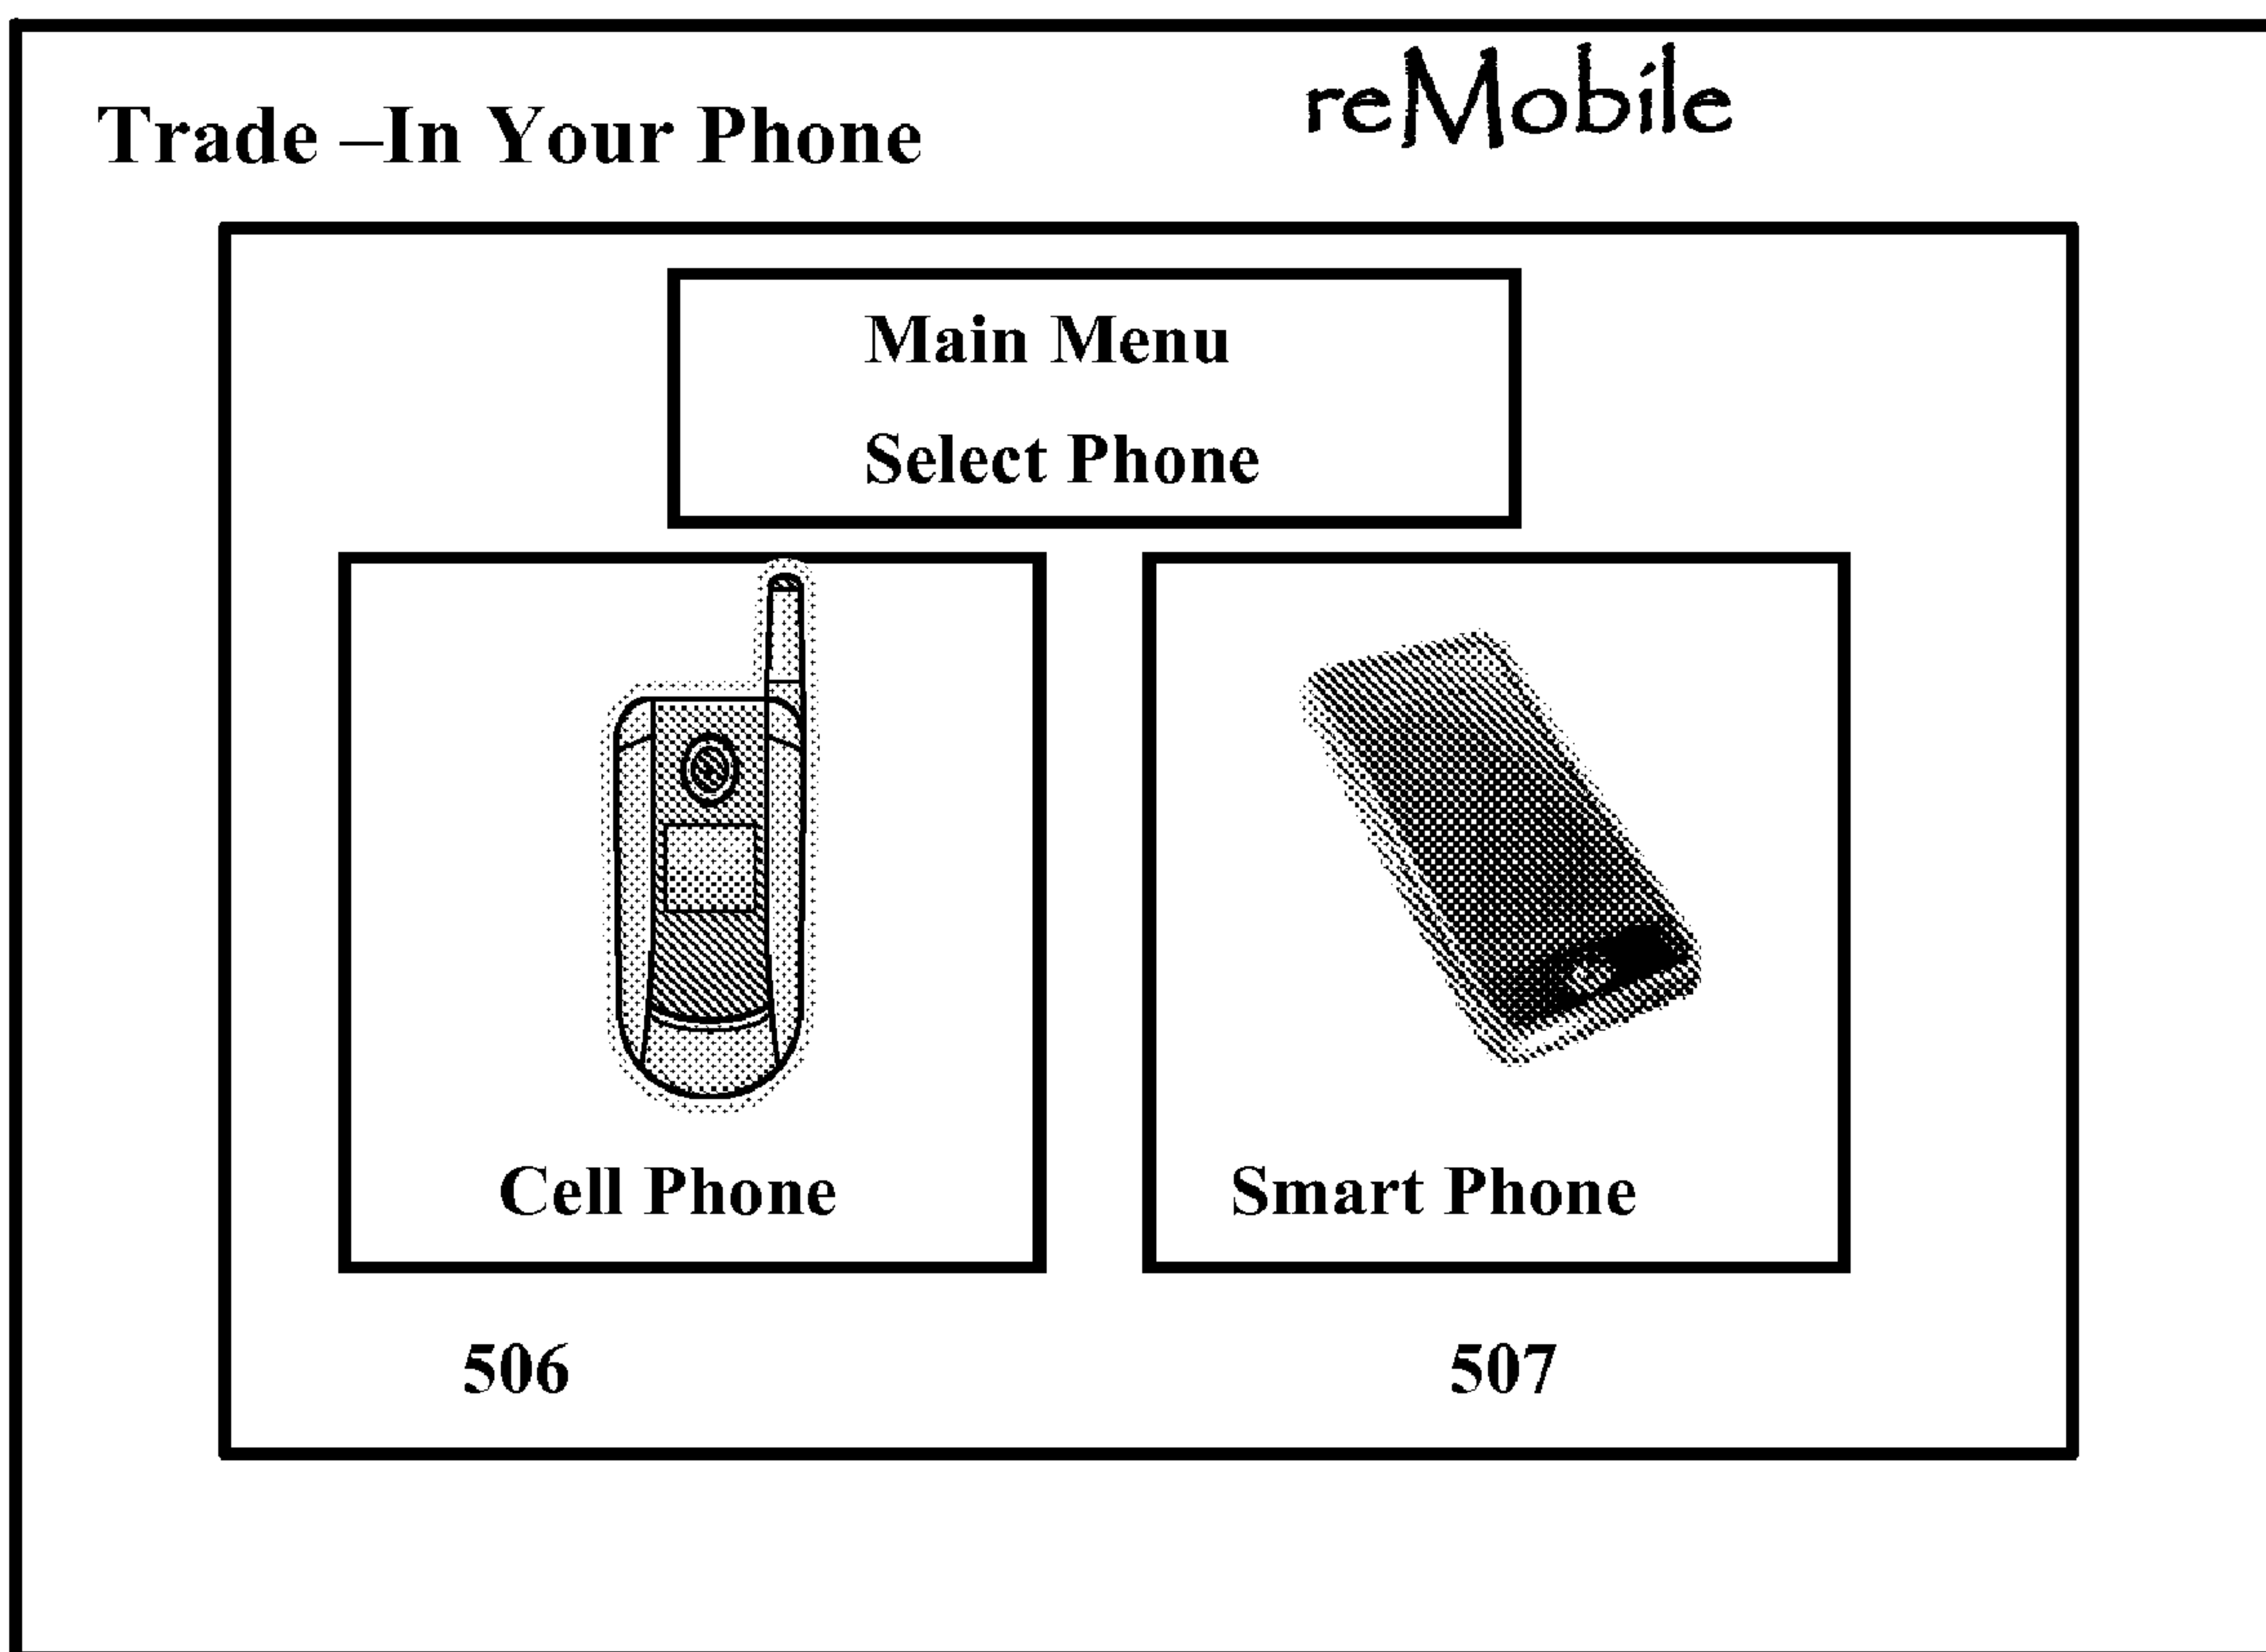 Trade –In Your Phone
reMobile
Main Menu
Select Phone
Cell Phone
Smart Phone
506
507